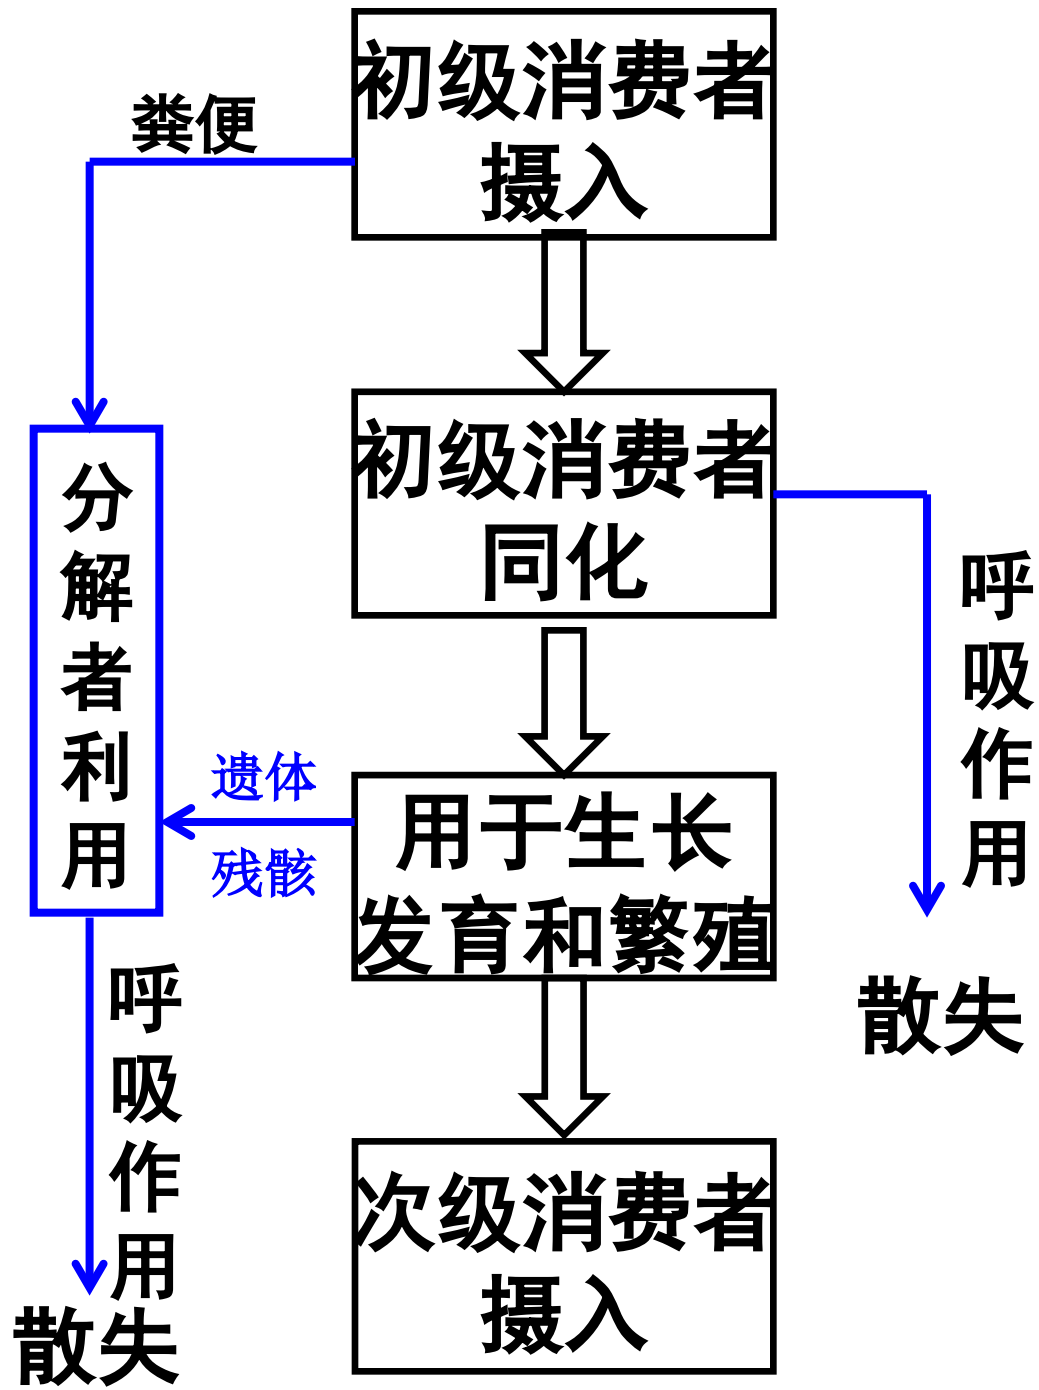 初级消费者
摄入
粪便
初级消费者
同化
呼吸作用
散失
分解者利用
遗体
残骸
用于生长
发育和繁殖
呼吸作用
散失
次级消费者
摄入